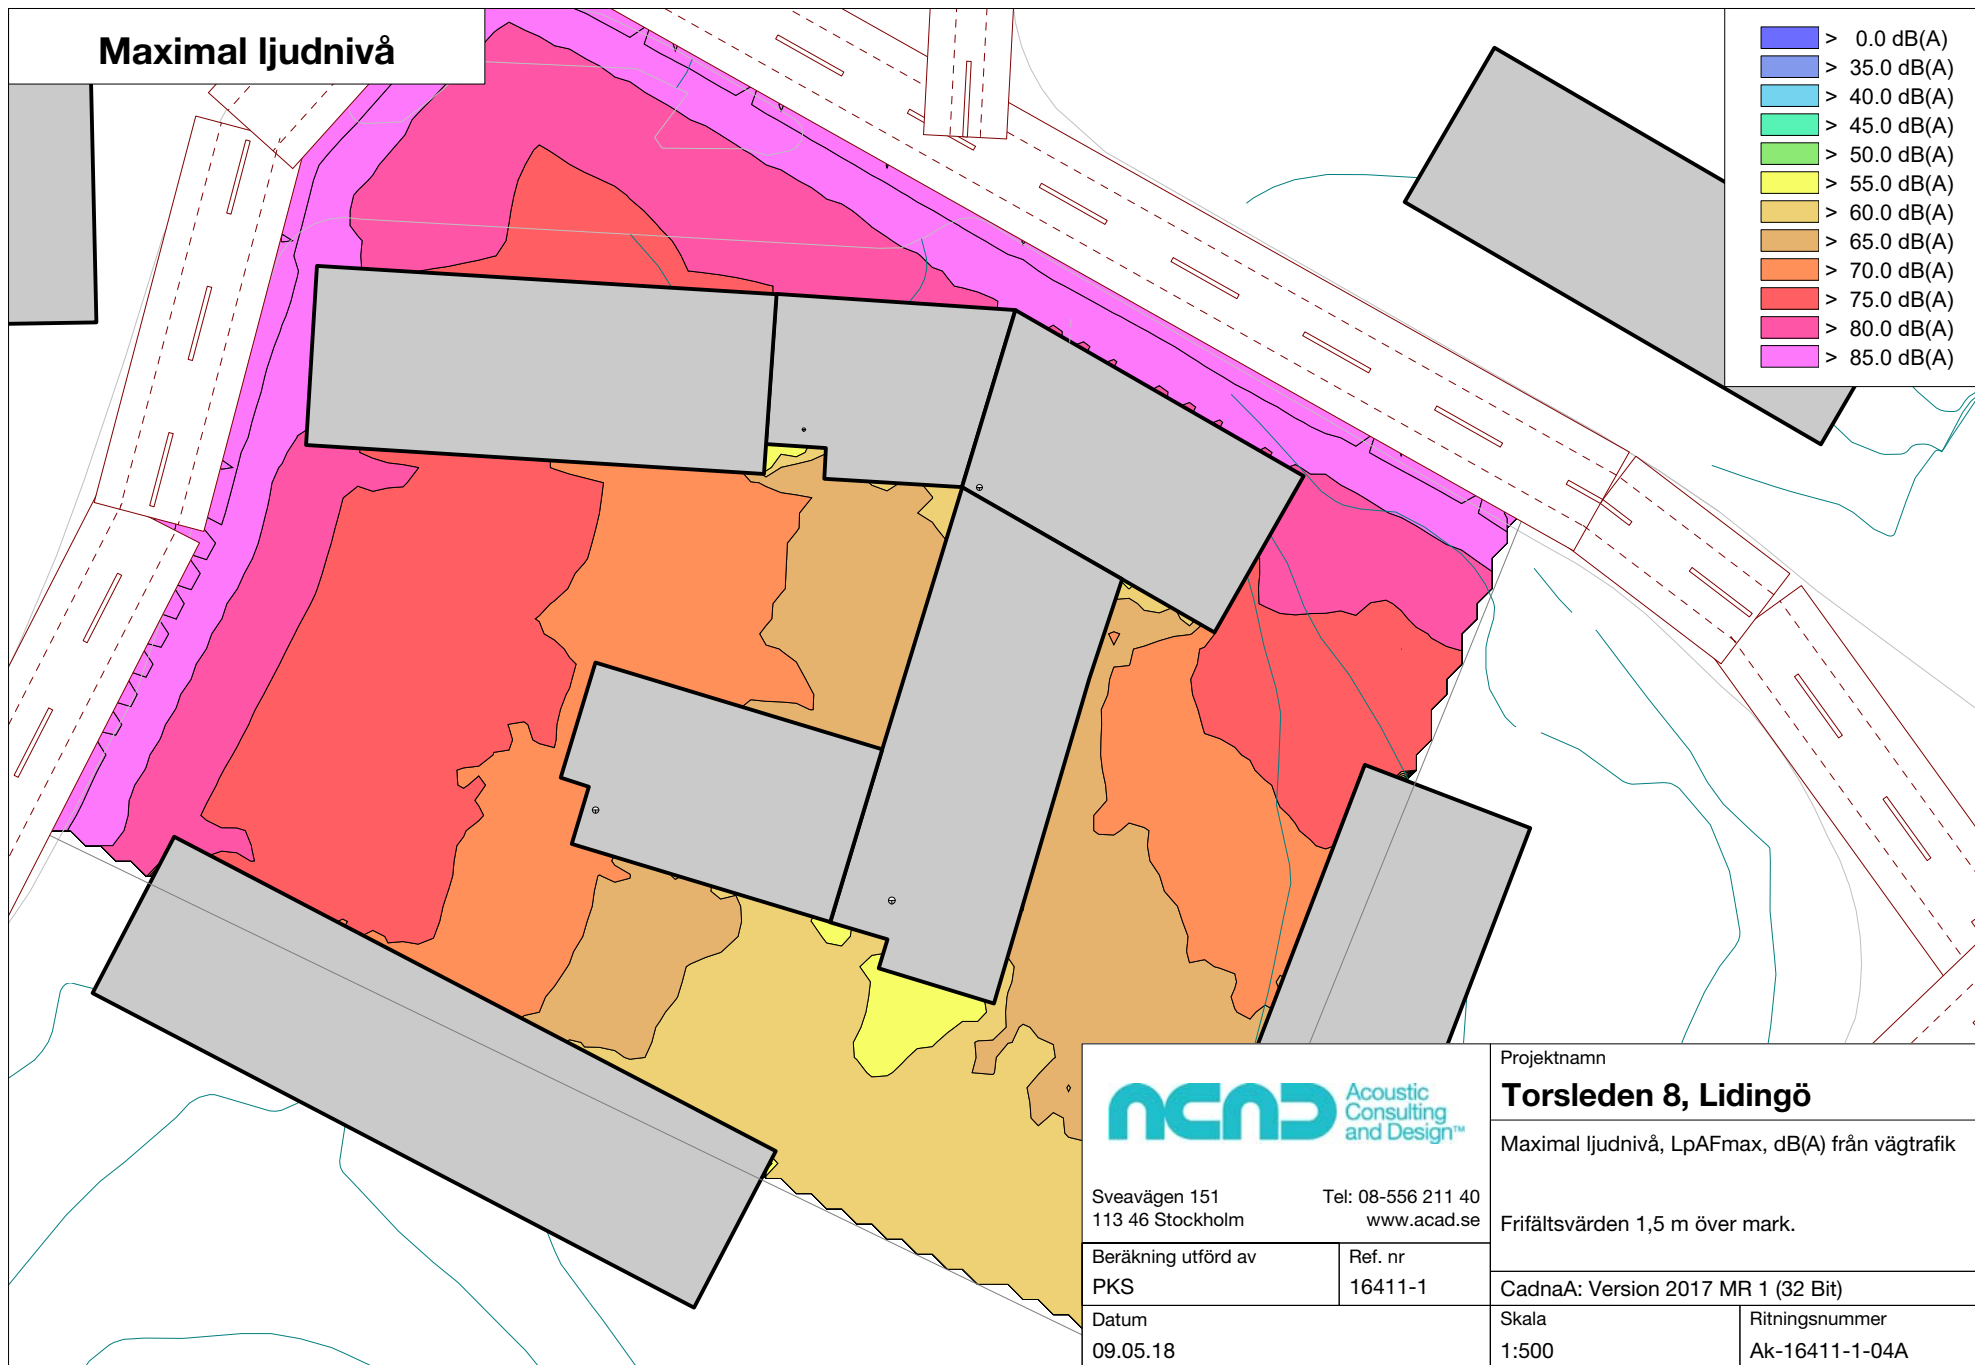 Maximal ljudnivå
> 0.0 dB(A)
> 35.0 dB(A)
> 40.0 dB(A)
> 45.0 dB(A)
> 50.0 dB(A)
> 55.0 dB(A)
> 60.0 dB(A)
> 65.0 dB(A)
> 70.0 dB(A)
> 75.0 dB(A)
> 80.0 dB(A)
> 85.0 dB(A)
ACAD
Acoustic
Consulting
and Design™
Sveavägen 151
113 46 Stockholm
Tel: 08-556 211 40
www.acad.se
Beräkning utförd av
PKS
Ref. nr
16411-1
Datum
09.05.18
Projektnamn
Torsleden 8, Lidingö
Maximal ljudnivå, LpAFmax, dB(A) från vägtrafik
Frifältsvärden 1,5 m över mark.
CadnaA: Version 2017 MR 1 (32 Bit)
Skala
1:500
Ritningsnummer
Ak-16411-1-04A